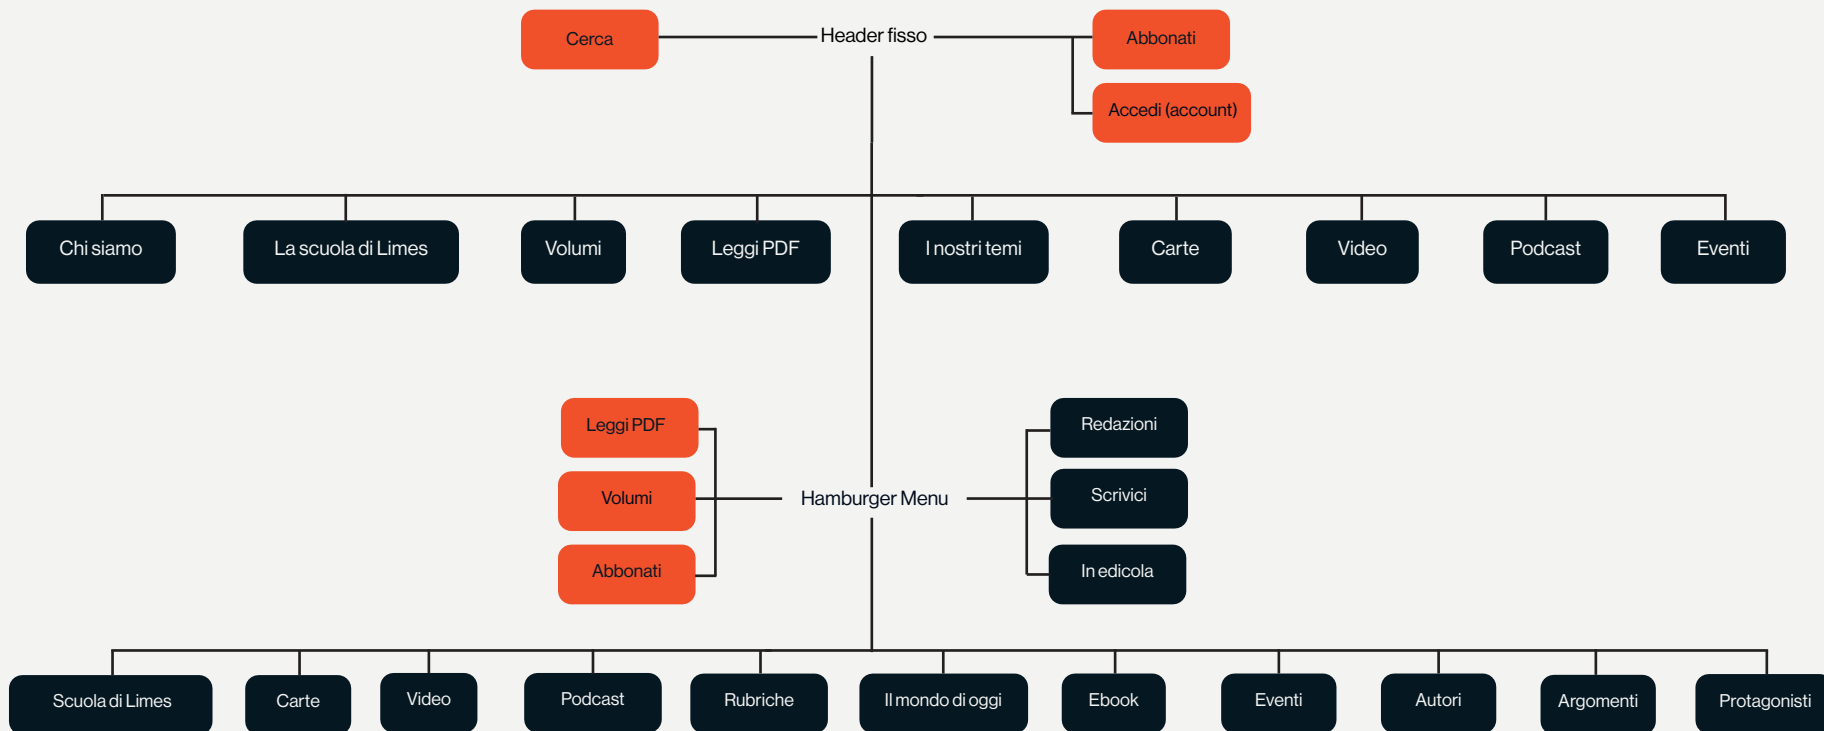 Cerca
Header fisso
Abbonati
Accedi (account)
Chi siamo
La scuola di Limes
Volumi
Leggi PDF
I nostri temi
Carte
Video
Podcast
Eventi
Leggi PDF
Redazioni
Volumi
Hamburger Menu
Scrivici
Abbonati
In edicola
Scuola di Limes
Carte
Video
Podcast
Rubriche
Il mondo di oggi
Ebook
Eventi
Autori
Argomenti
Protagonisti